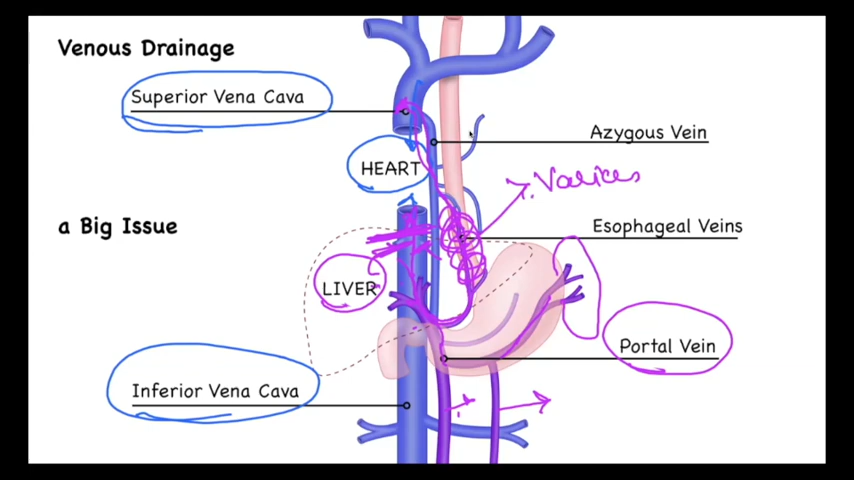 Venous Drainage
Superior Vena Cava
Azygous Vein
HEART
Varices
a Big Issue
Esophageal Veins
LIVER
Portal Vein
Inferior Vena Cava